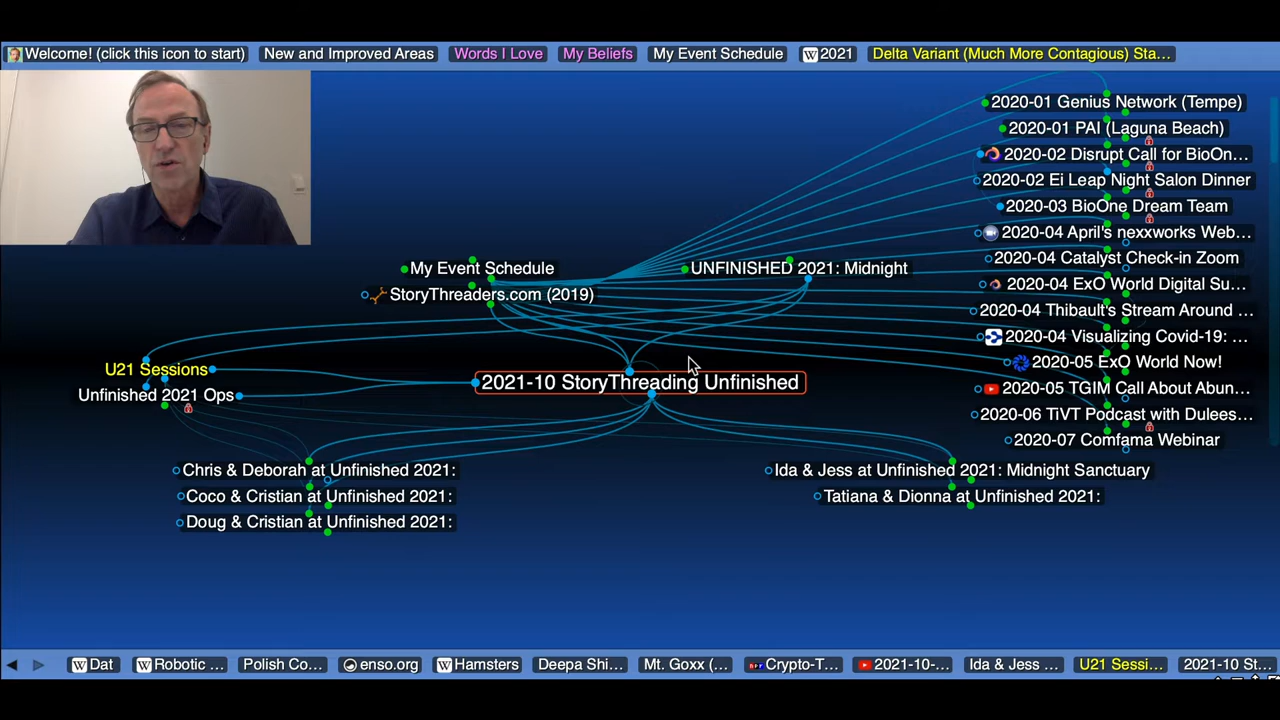 Welcome! (click this icon to start)
New and Improved Areas
Words I Love
My Beliefs
My Event Schedule
W 2021
Delta Variant (Much More Contagious) Sta...
2020-01 Genius Network (Tempe)
2020-01 PAI (Laguna Beach)
2020-02 Disrupt Call for BioOn...
2020-02 Ei Leap Night Salon Dinner
2020-03 BioOne Dream Team
2020-04 April's nexxworks Web...
2020-04 Catalyst Check-in Zoom
2020-04 ExO World Digital Su...
2020-04 Thibault's Stream Around ...
2020-04 Visualizing Covid-19: ...
2020-05 ExO World Now!
2020-05 TGIM Call About Abun...
2020-06 TiVT Podcast with Dulees...
2020-07 Comfama Webinar
My Event Schedule
StoryThreaders.com (2019)
UNFINISHED 2021: Midnight
U21 Sessions
Unfinished 2021 Ops
2021-10 StoryThreading Unfinished
Chris & Deborah at Unfinished 2021:
Coco & Cristian at Unfinished 2021:
Doug & Cristian at Unfinished 2021:
Ida & Jess at Unfinished 2021: Midnight Sanctuary
Tatiana & Dionna at Unfinished 2021:
W Dat
W Robotic ...
Polish Co...
enso.org
W Hamsters
Deepa Shi...
Mt. Goxx (...
npr Crypto-T...
2021-10-...
Ida & Jess ...
U21 Sessi...
2021-10 St...